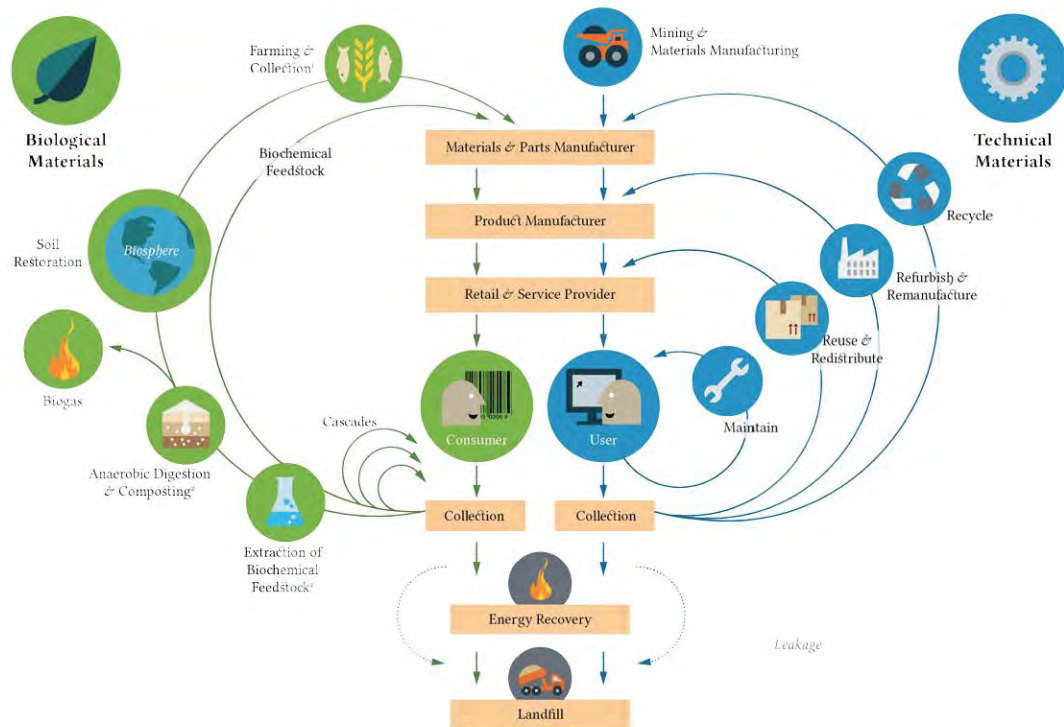 Farming &
Collection¹
Mining &
Materials Manufacturing
Biological
Materials
Technical
Materials
Biochemical
Feedstock
Materials & Parts Manufacturer
Recycle
Soil
Restoration
Biosphere
Product Manufacturer
Refurbish &
Remanufacture
Retail & Service Provider
Reuse &
Redistribute
Biogas
Cascades
Consumer
User
Maintain
Anaerobic Digestion
& Composting²
Collection
Collection
Extraction of
Biochemical
Feedstock²
Energy Recovery
Leakage
Landfill